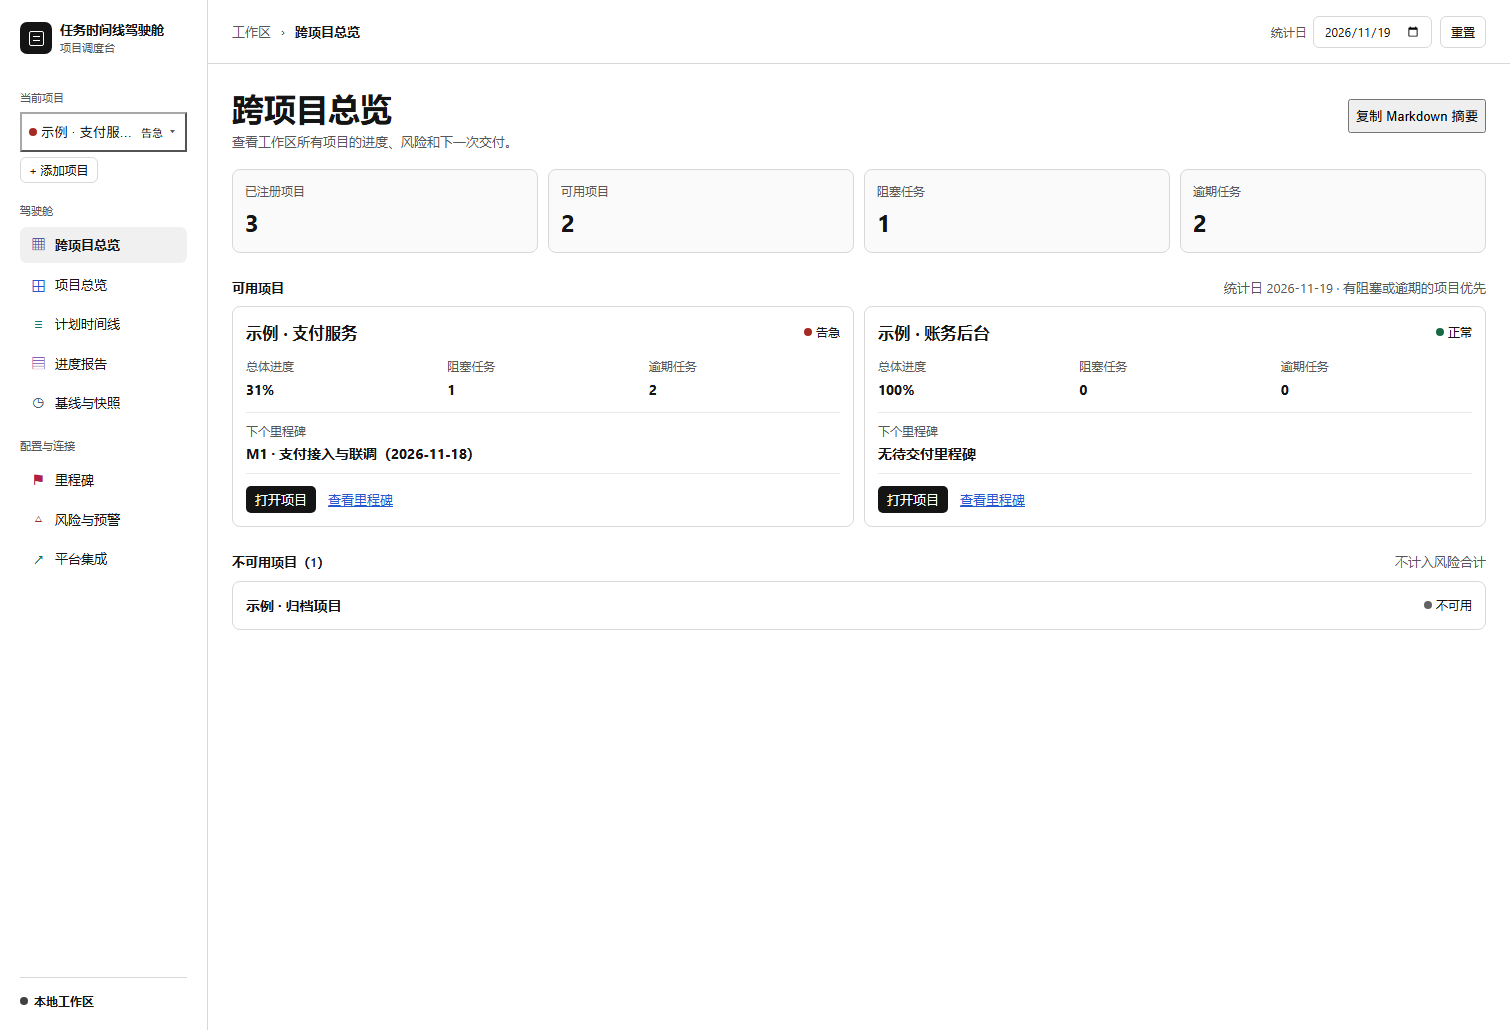 任务时间线驾驶舱
项目调度台
当前项目
示例 · 支付服... 告急
+ 添加项目
驾驶舱
跨项目总览
项目总览
计划时间线
进度报告
基线与快照
配置与连接
里程碑
风险与预警
平台集成
本地工作区
工作区 › 跨项目总览
统计日 2026/11/19 重置
跨项目总览
查看工作区所有项目的进度、风险和下一次交付。
复制 Markdown 摘要
已注册项目
3
可用项目
2
阻塞任务
1
逾期任务
2
可用项目
统计日 2026-11-19 · 有阻塞或逾期的项目优先
示例 · 支付服务 告急
总体进度 阻塞任务 逾期任务
31% 1 2
下个里程碑
M1 · 支付接入与联调（2026-11-18）
打开项目 查看里程碑
示例 · 账务后台 正常
总体进度 阻塞任务 逾期任务
100% 0 0
下个里程碑
无待交付里程碑
打开项目 查看里程碑
不可用项目（1） 不计入风险合计
示例 · 归档项目 不可用